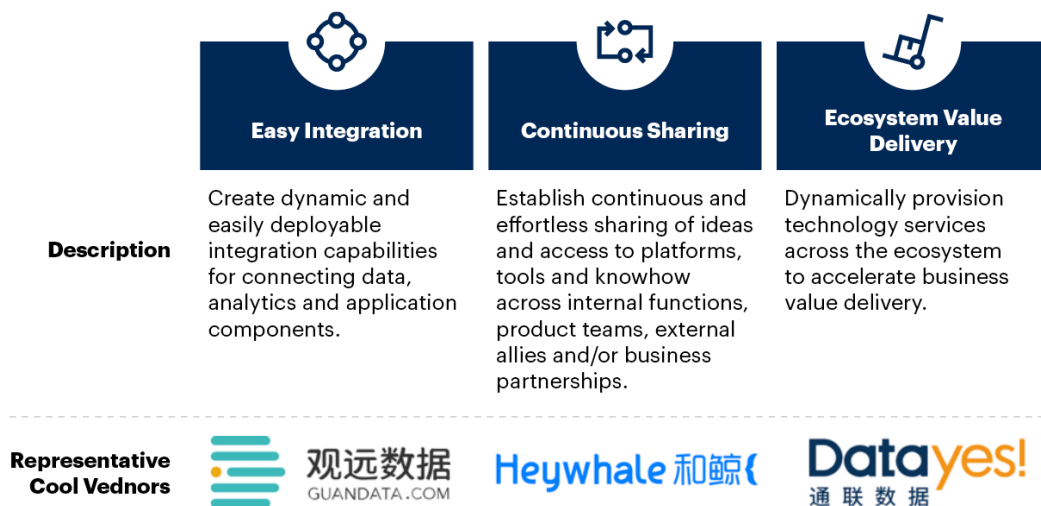 Easy Integration
Continuous Sharing
Ecosystem Value
Delivery
Description
Create dynamic and
easily deployable
integration capabilities
for connecting data,
analytics and application
components.
Establish continuous and
effortless sharing of ideas
and access to platforms,
tools and knowhow
across internal functions,
product teams, external
allies and/or business
partnerships.
Dynamically provision
technology services
across the ecosystem
to accelerate business
value delivery.
Representative
Cool Vednors
观远数据
GUANDATA.COM
Heywhale 和鲸{
Datayes!
通联数据